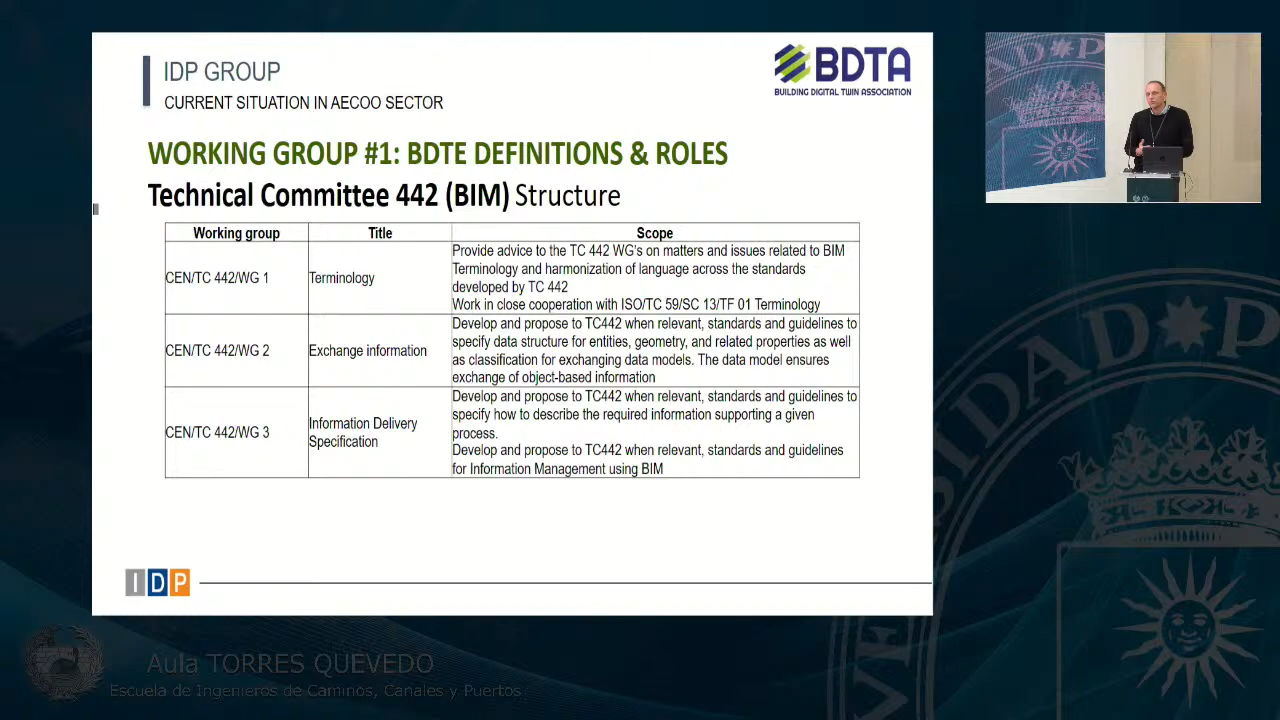 IDP GROUP
CURRENT SITUATION IN AECOO SECTOR
BDTA
BUILDING DIGITAL TWIN ASSOCIATION
WORKING GROUP #1: BDTE DEFINITIONS & ROLES
Technical Committee 442 (BIM) Structure
Working group Title Scope
CEN/TC 442/WG 1 Terminology
Provide advice to the TC 442 WG's on matters and issues related to BIM
Terminology and harmonization of language across the standards
developed by TC 442
Work in close cooperation with ISO/TC 59/SC 13/TF 01 Terminology
CEN/TC 442/WG 2 Exchange information
Develop and propose to TC442 when relevant, standards and guidelines to
specify data structure for entities, geometry, and related properties as well
as classification for exchanging data models. The data model ensures
exchange of object-based information
CEN/TC 442/WG 3 Information Delivery
Specification
Develop and propose to TC442 when relevant, standards and guidelines to
specify how to describe the required information supporting a given
process.
Develop and propose to TC442 when relevant, standards and guidelines
for Information Management using BIM
IDP
Aula TORRES QUEVEDO
Escuela de Ingenieros de Caminos, Canales y Puertos